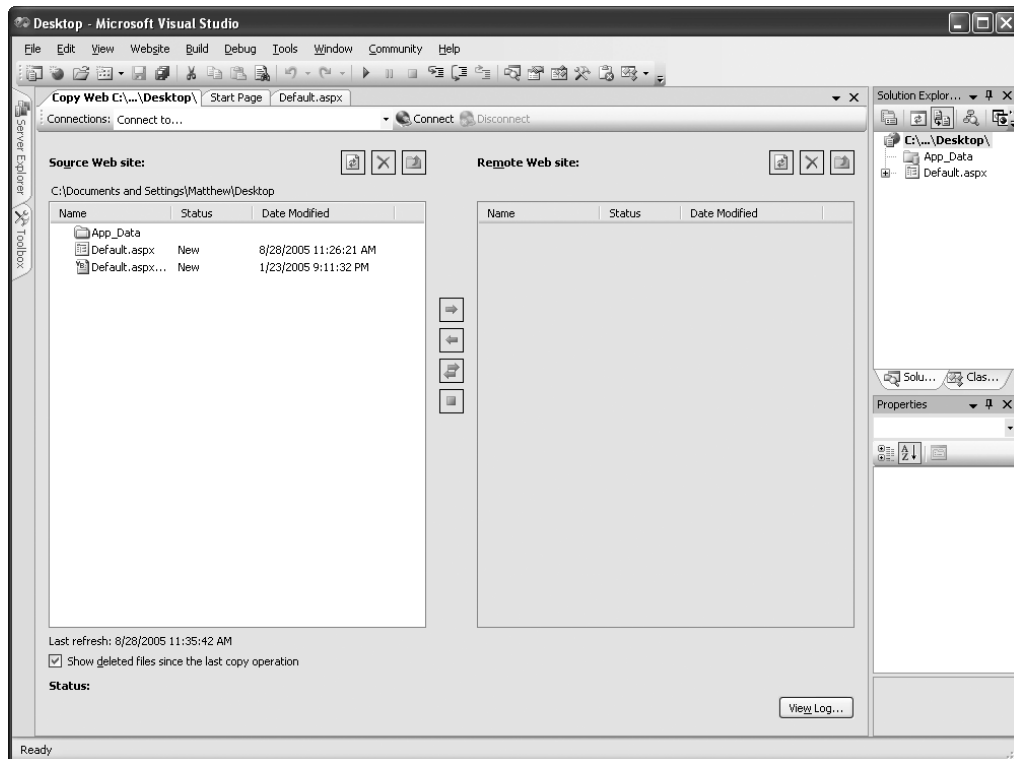 Desktop - Microsoft Visual Studio
File Edit View Website Build Debug Tools Window Community Help
Server Explorer
Toolbox
Copy Web C:\...\Desktop\ Start Page Default.aspx
Connections: Connect to... Connect Disconnect
Source Web site:
C:\Documents and Settings\Matthew\Desktop
Name Status Date Modified
App_Data
Default.aspx New 8/28/2005 11:26:21 AM
Default.aspx... New 1/23/2005 9:11:32 PM
Last refresh: 8/28/2005 11:35:42 AM
Show deleted files since the last copy operation
Status:
Remote Web site:
Name Status Date Modified
View Log...
Solution Explor...
C:\...\Desktop\
App_Data
Default.aspx
Solu... Clas...
Properties
Ready